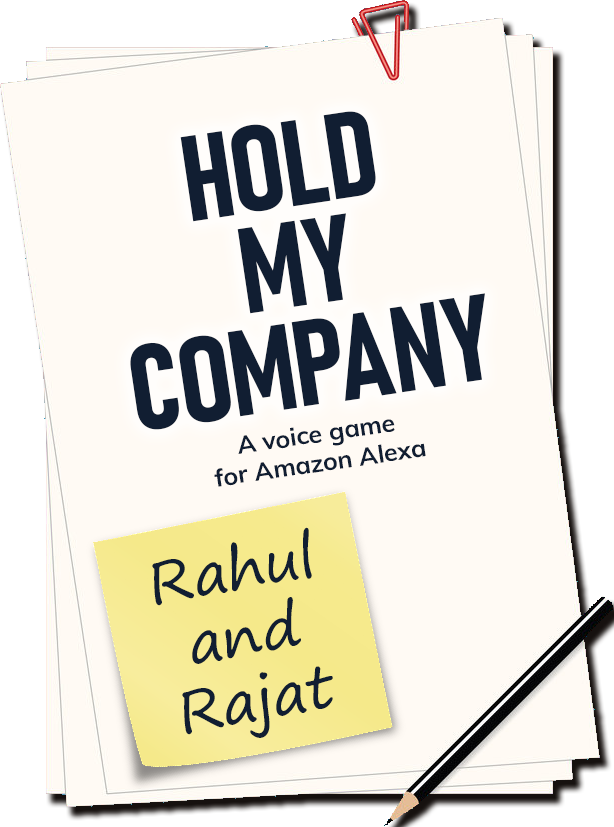 HOLD
MY
COMPANY
A voice game
for Amazon Alexa
Rahul
and
Rajat